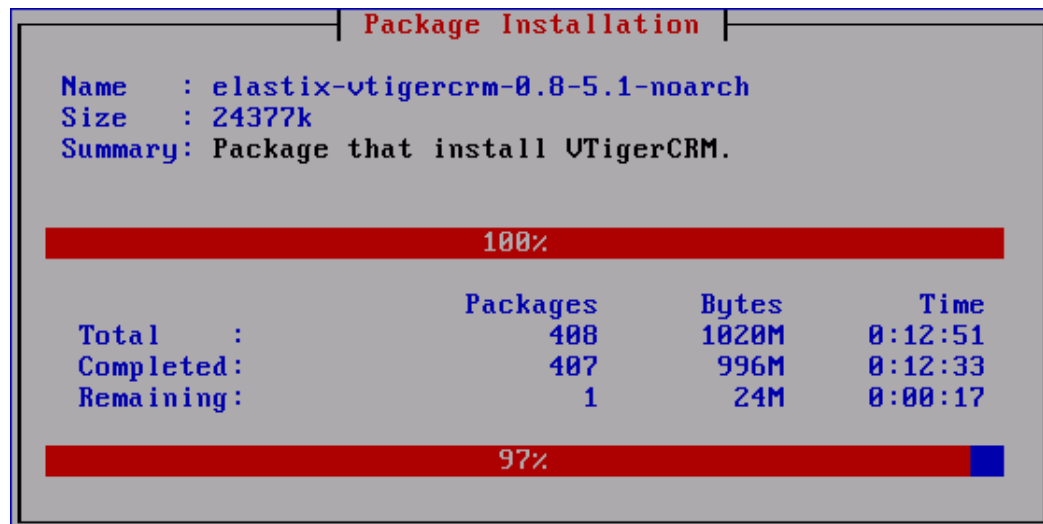 Package Installation
Name    : elastix-vtigercrm-0.8-5.1-noarch
Size    : 24377k
Summary: Package that install VTigerCRM.
100%
Packages Bytes Time
Total     : 408 1020M 0:12:51
Completed: 407 996M 0:12:33
Remaining: 1 24M 0:00:17
97%